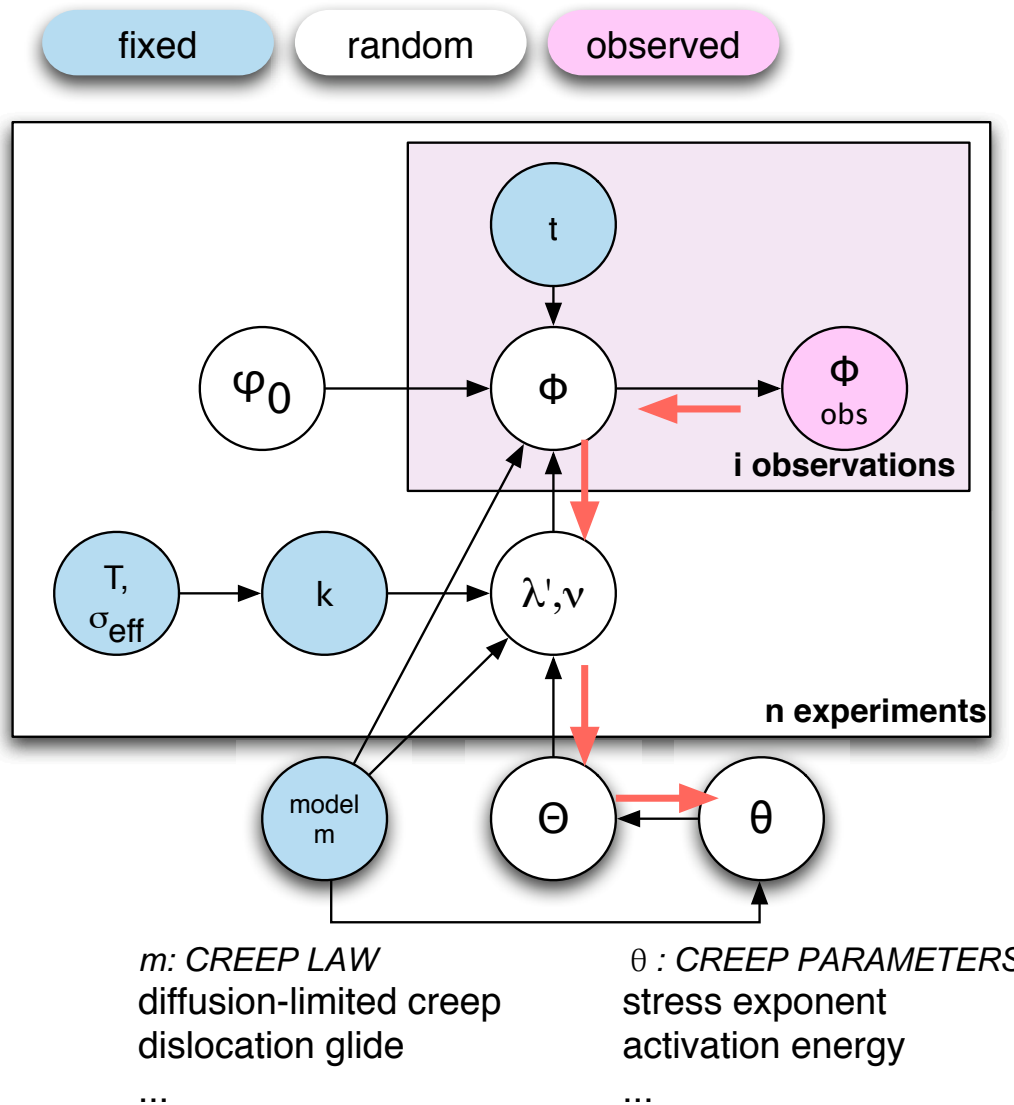 fixed
random
observed
t
φ0
Φ
Φ
obs
i observations
T,
σeff
k
λ',ν
n experiments
model
m
Θ
θ
m: CREEP LAW
diffusion-limited creep
dislocation glide
...
θ : CREEP PARAMETERS
stress exponent
activation energy
...